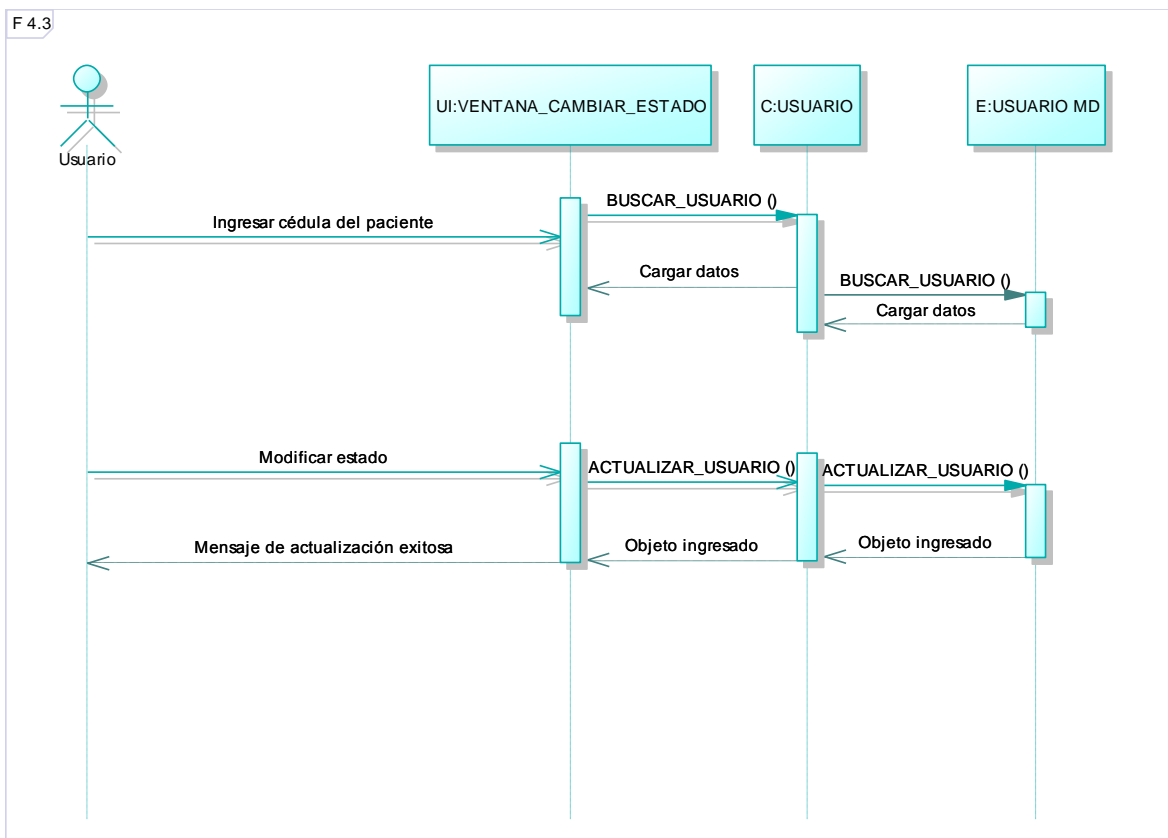 F 4.3
Usuario
UI:VENTANA_CAMBIAR_ESTADO
C:USUARIO
E:USUARIO MD
BUSCAR_USUARIO ()
Ingresar cédula del paciente
Cargar datos
BUSCAR_USUARIO ()
Cargar datos
Modificar estado
ACTUALIZAR_USUARIO ()
ACTUALIZAR_USUARIO ()
Mensaje de actualización exitosa
Objeto ingresado
Objeto ingresado